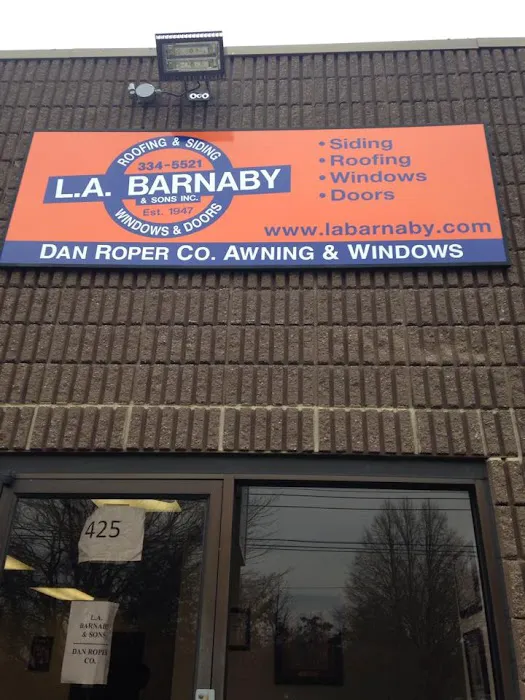 ROOFING & SIDING
334-5521
L.A. BARNABY
& SONS INC.
Est. 1947
WINDOWS & DOORS
• Siding
• Roofing
• Windows
• Doors
www.labarnaby.com
DAN ROPER CO. AWNING & WINDOWS
425
L.A.
BARNABY
& SONS
DAN ROPER
CO.